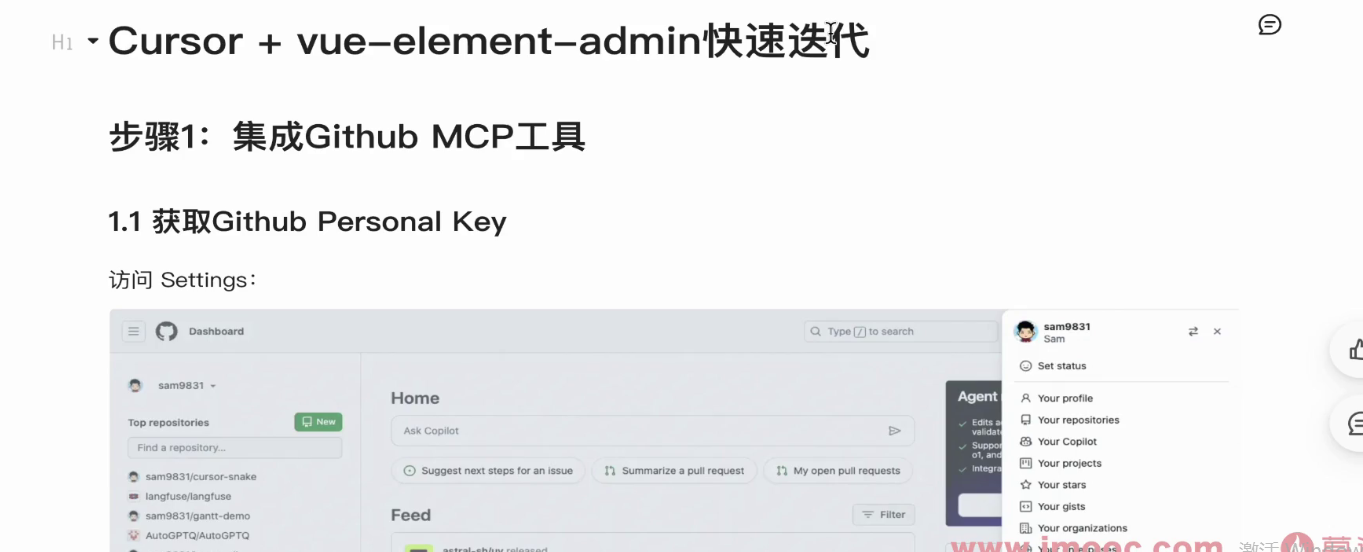 H1 Cursor + vue-element-admin快速迭代
步骤1：集成Github MCP工具
1.1 获取Github Personal Key
访问 Settings：
Dashboard
Type / to search
sam9831
Sam
Set status
sam9831
Top repositories
New
Find a repository...
sam9831/cursor-snake
langfuse/langfuse
sam9831/gantt-demo
AutoGPTQ/AutoGPTQ
Home
Ask Copilot
Suggest next steps for an issue
Summarize a pull request
My open pull requests
Feed
Filter
astral-sh/uv released
Agent
Edits
validat
Suppor
o1, and
Integra
Your profile
Your repositories
Your Copilot
Your projects
Your stars
Your gists
Your organizations
www.imooc.com
激活